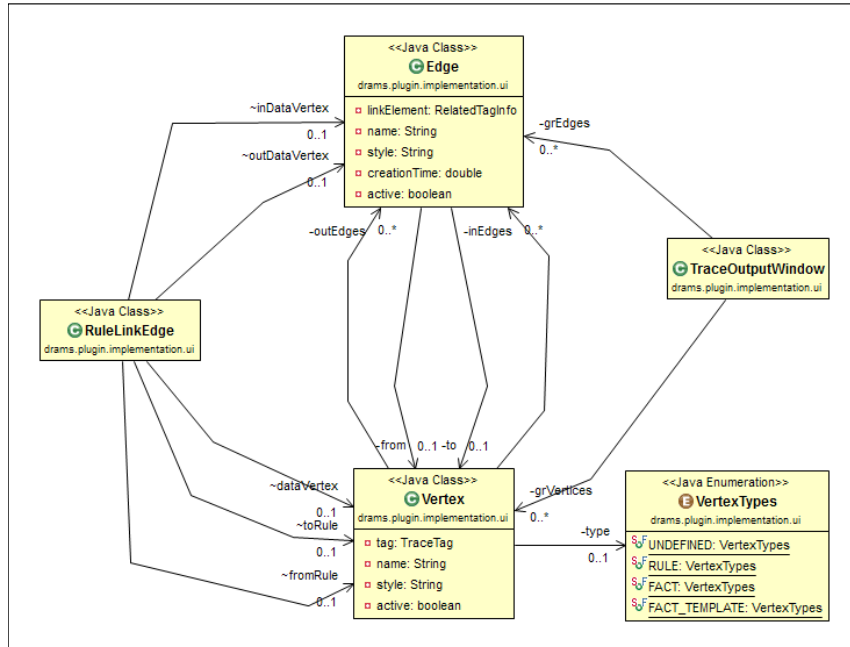 <<Java Class>>
Edge
drams.plugin.implementation.ui
linkElement: RelatedTagInfo
name: String
style: String
creationTime: double
active: boolean
~inDataVertex
0..1
~outDataVertex
0..1
-grEdges
0..*
-outEdges
0..*
-inEdges
0..*
<<Java Class>>
TraceOutputWindow
drams.plugin.implementation.ui
<<Java Class>>
RuleLinkEdge
drams.plugin.implementation.ui
-from
0..1
-to
0..1
~dataVertex
0..1
~toRule
0..1
~fromRule
0..1
<<Java Class>>
Vertex
drams.plugin.implementation.ui
tag: TraceTag
name: String
style: String
active: boolean
-grVertices
0..*
-type
0..1
<<Java Enumeration>>
E VertexTypes
drams.plugin.implementation.ui
UNDEFINED: VertexTypes
RULE: VertexTypes
FACT: VertexTypes
FACT_TEMPLATE: VertexTypes